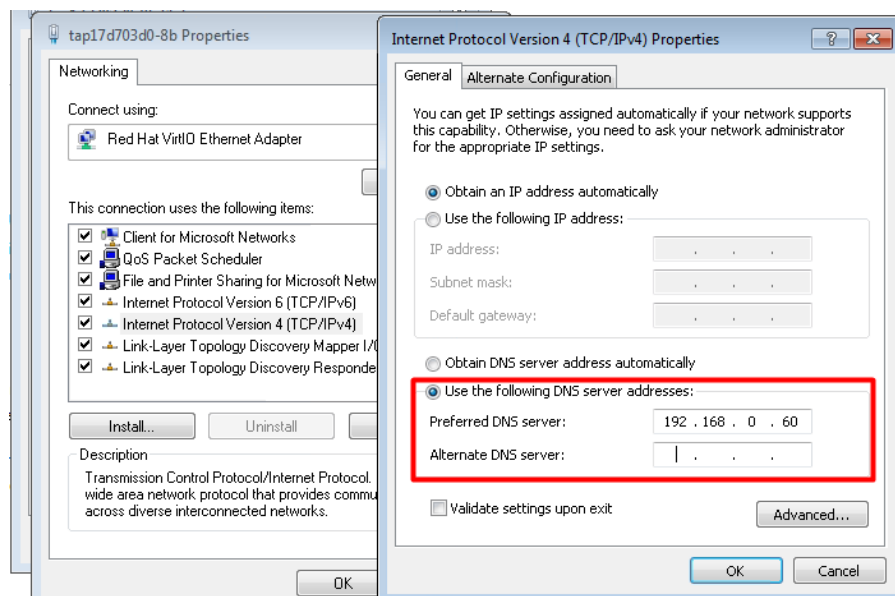 tap17d703d0-8b Properties
Networking
Connect using:
Red Hat VirtIO Ethernet Adapter
This connection uses the following items:
Client for Microsoft Networks
QoS Packet Scheduler
File and Printer Sharing for Microsoft Netw
Internet Protocol Version 6 (TCP/IPv6)
Internet Protocol Version 4 (TCP/IPv4)
Link-Layer Topology Discovery Mapper I/O
Link-Layer Topology Discovery Responde
Install...
Uninstall
Description
Transmission Control Protocol/Internet Protocol.
wide area network protocol that provides commu
across diverse interconnected networks.
OK
Internet Protocol Version 4 (TCP/IPv4) Properties
General
Alternate Configuration
You can get IP settings assigned automatically if your network supports
this capability. Otherwise, you need to ask your network administrator
for the appropriate IP settings.
Obtain an IP address automatically
Use the following IP address:
IP address:
Subnet mask:
Default gateway:
Obtain DNS server address automatically
Use the following DNS server addresses:
Preferred DNS server: 192 . 168 . 0 . 60
Alternate DNS server: . . .
Validate settings upon exit
Advanced...
OK
Cancel